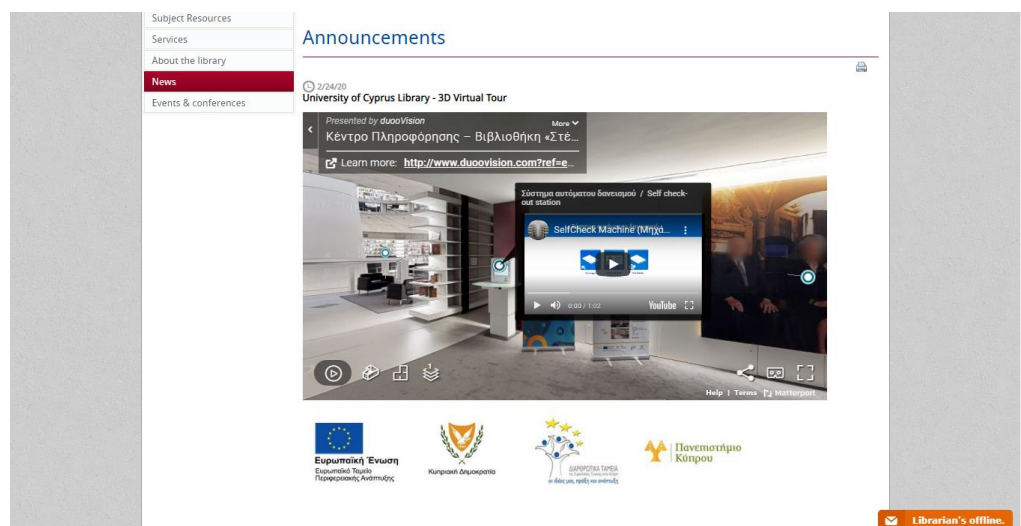 Subject Resources
Services
About the library
News
Events & conferences
Announcements
2/24/20
University of Cyprus Library - 3D Virtual Tour
Presented by duooVision
More
Κέντρο Πληροφόρησης – Βιβλιοθήκη «Στέ...
Learn more: http://www.duoovision.com?ref=e...
Σύστημα αυτόματου δανεισμού / Self check-
out station
SelfCheck Machine (Μηχα...
0:00 / 1:02
YouTube
1
Help | Terms
Matterport
Ευρωπαϊκή Ένωση
Ευρωπαϊκό Ταμείο
Περιφερειακής Ανάπτυξης
Κυπριακή Δημοκρατία
ΔΙΑΡΘΡΩΤΙΚΑ ΤΑΜΕΙΑ
Πανεπιστήμιο
Κύπρου
Librarian's offline.